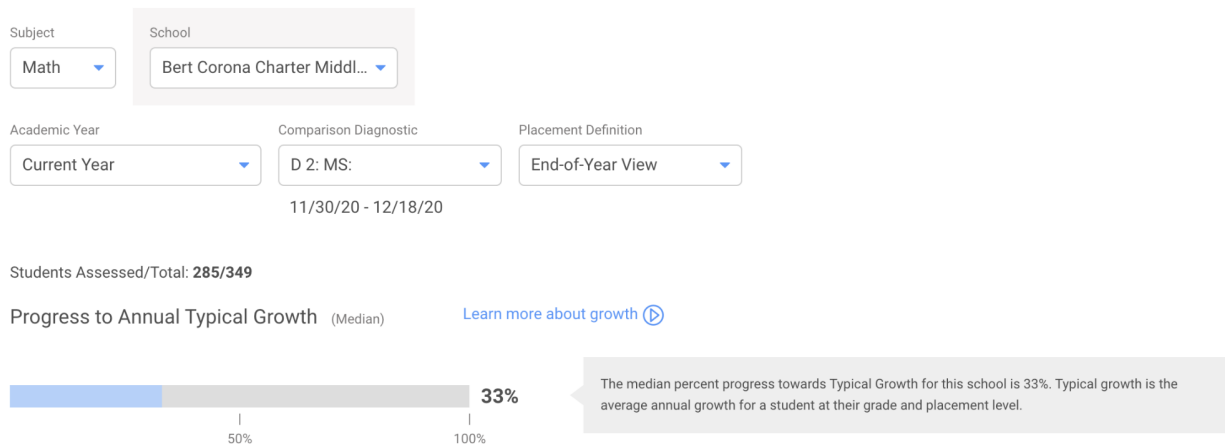 Subject School
Math Bert Corona Charter Middl...
Academic Year Comparison Diagnostic Placement Definition
Current Year D 2: MS: End-of-Year View
11/30/20 - 12/18/20
Students Assessed/Total: 285/349
Progress to Annual Typical Growth (Median) Learn more about growth
33%
The median percent progress towards Typical Growth for this school is 33%. Typical growth is the
average annual growth for a student at their grade and placement level.
50% 100%